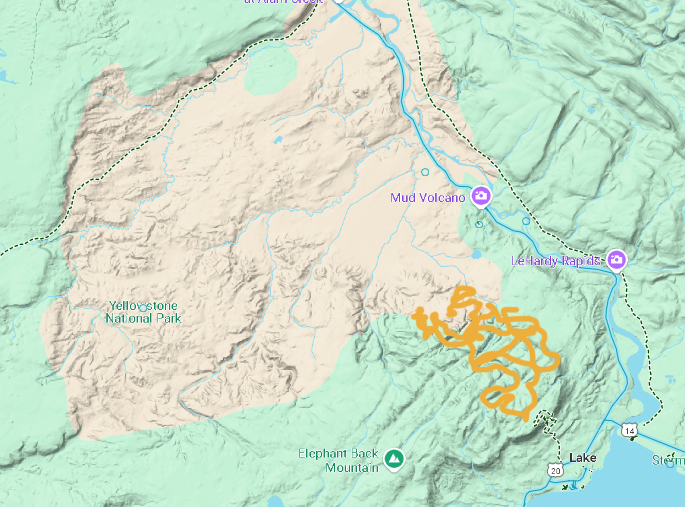 Mud Volcano
LeHardy Rapids
Yellowstone
National Park
Elephant Back
Mountain
14
Lake
20